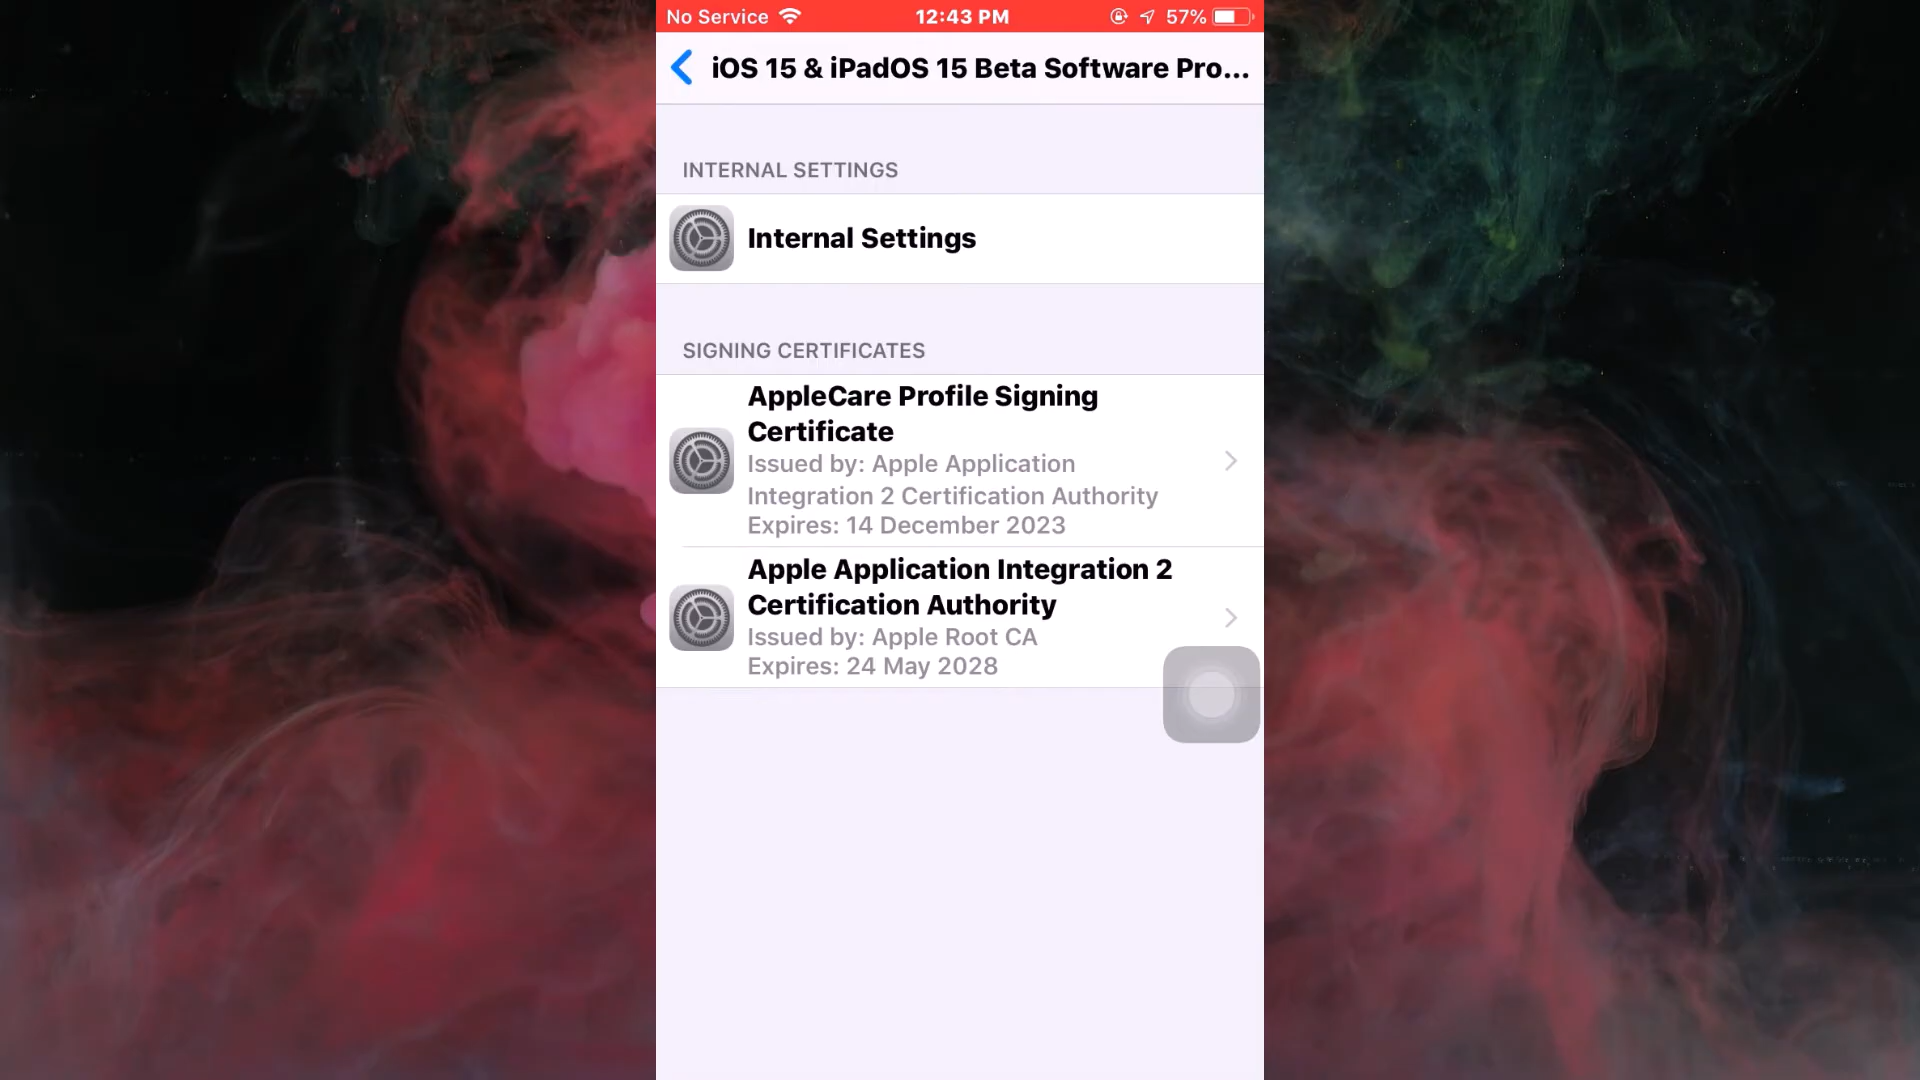 No Service 12:43 PM 57%
iOS 15 & iPadOS 15 Beta Software Pro...
INTERNAL SETTINGS
Internal Settings
SIGNING CERTIFICATES
AppleCare Profile Signing
Certificate
Issued by: Apple Application
Integration 2 Certification Authority
Expires: 14 December 2023
Apple Application Integration 2
Certification Authority
Issued by: Apple Root CA
Expires: 24 May 2028